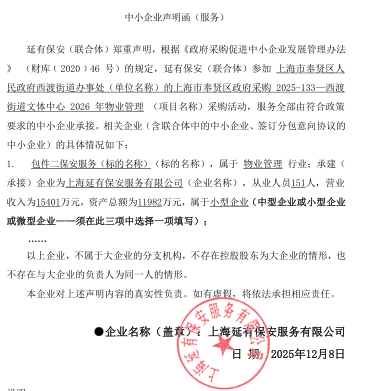 中小企业声明函（服务）
延有保安（联合体）郑重声明，根据《政府采购促进中小企业发展管理办法
》（财库﹝2020﹞46 号）的规定，延有保安（联合体）参加 上海市奉贤区人
民政府西渡街道办事处（单位名称）的上海市奉贤区政府采购 2025-133—西渡
街道文体中心 2026 年物业管理 （项目名称）采购活动，服务全部由符合政策
要求的中小企业承接。相关企业（含联合体中的中小企业、签订分包意向协议的
中小企业）的具体情况如下：
1. 包件二保安服务（标的名称）（标的名称），属于 物业管理 行业；承建（
承接）企业为上海延有保安服务有限公司（企业名称），从业人员151人，营业
收入为15401万元，资产总额为11982万元，属于小型企业（中型企业或小型企业
或微型企业——须在此三项中选择一项填写）；
……
以上企业，不属于大企业的分支机构，不存在控股股东为大企业的情形，也
不存在与大企业的负责人为同一人的情形。
本企业对上述声明内容的真实性负责。如有虚假，将依法承担相应责任。
●企业名称（盖章）：上海延有保安服务有限公司
日 期：2025年12月8日
上海延有保安服务有限公司